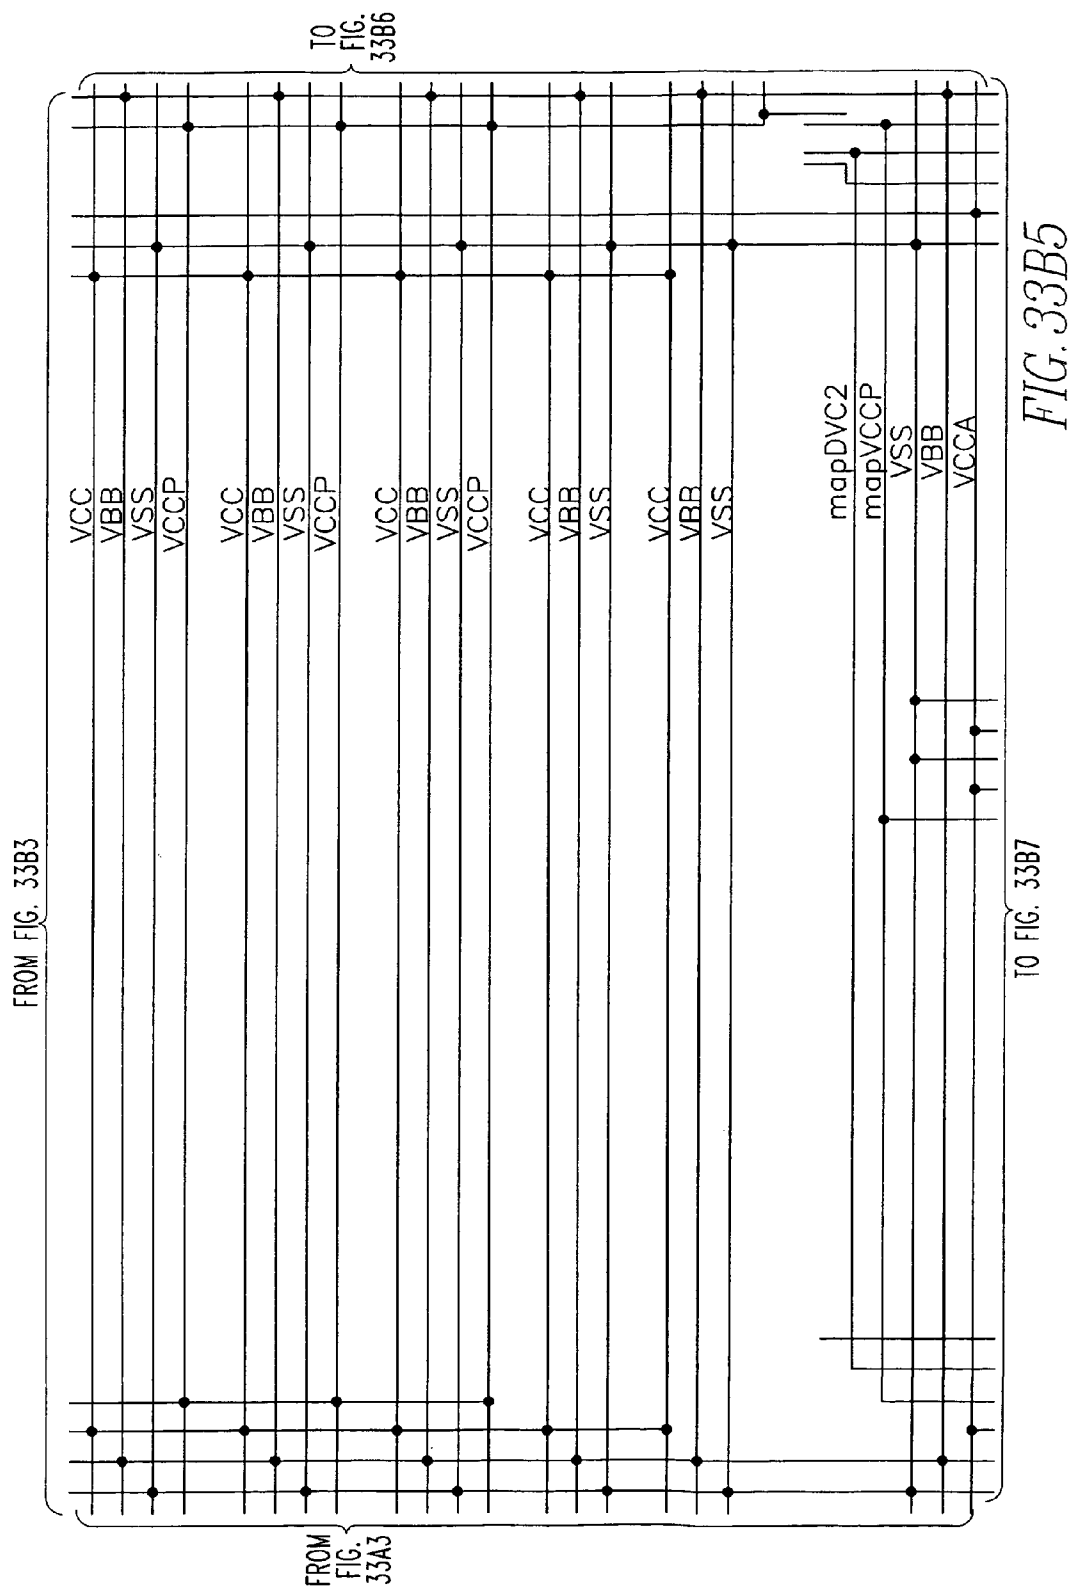 FROM FIG. 33B3
TO
FIG.
33B6
VCC
VBB
VSS
VCCP
VCC
VBB
VSS
VCCP
VCC
VBB
VSS
VCCP
VCC
VBB
VSS
VCC
VBB
VSS
mapDVC2
mapVCCP
VSS
VBB
VCCA
FROM
FIG.
33A3
TO FIG. 33B7
FIG. 33B5